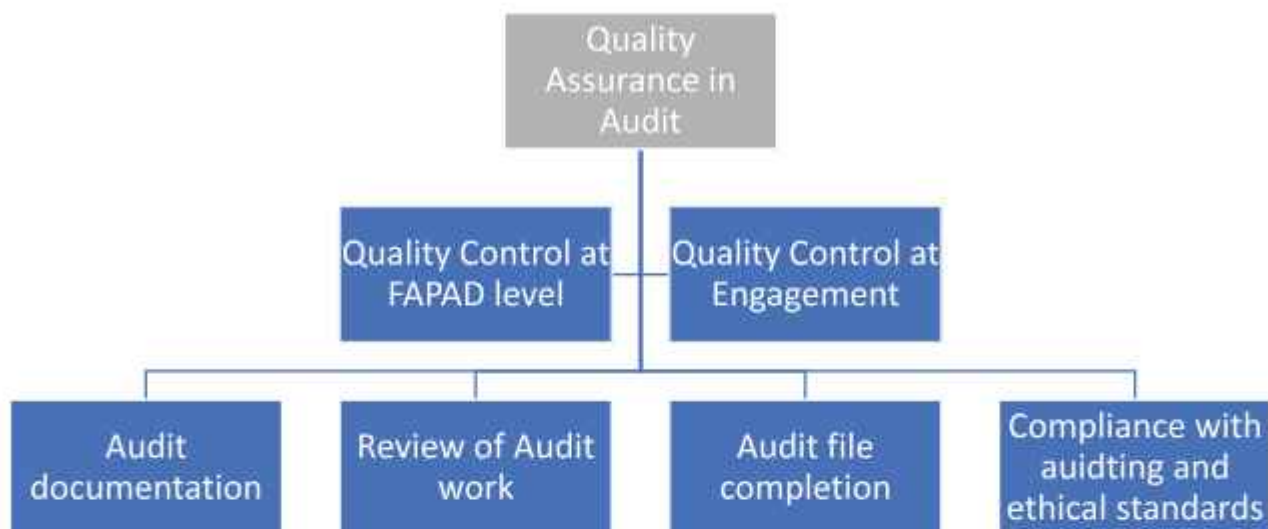 Quality
Assurance in
Audit
Quality Control at
FAPAD level
Quality Control at
Engagement
Audit
documentation
Review of Audit
work
Audit file
completion
Compliance with
auidting and
ethical standards